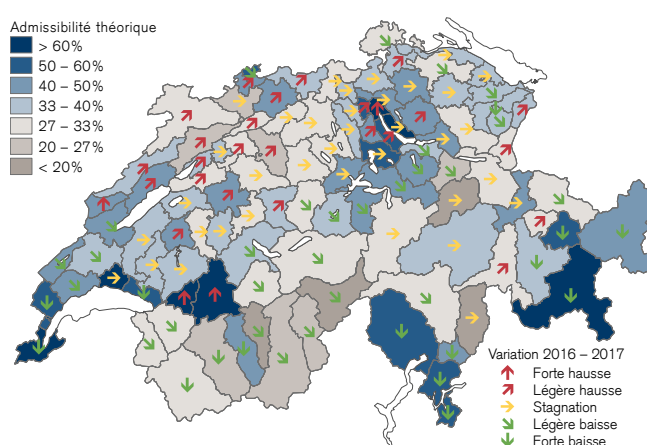 Admissibilité théorique
> 60%
50 – 60%
40 – 50%
33 – 40%
27 – 33%
20 – 27%
< 20%
Variation 2016 – 2017
Forte hausse
Légère hausse
Stagnation
Légère baisse
Forte baisse